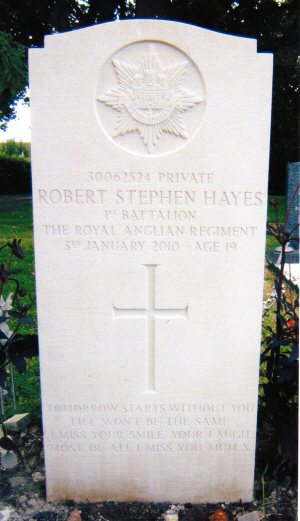 30062524 PRIVATE
ROBERT STEPHEN HAYES
1ST BATTALION
THE ROYAL ANGLIAN REGIMENT
3RD JANUARY 2010 · AGE 19
TOMORROW STARTS WITHOUT YOU
LIFE WON'T BE THE SAME
I MISS YOUR SMILE, YOUR LAUGH
MOST OF ALL I MISS YOU MUM X